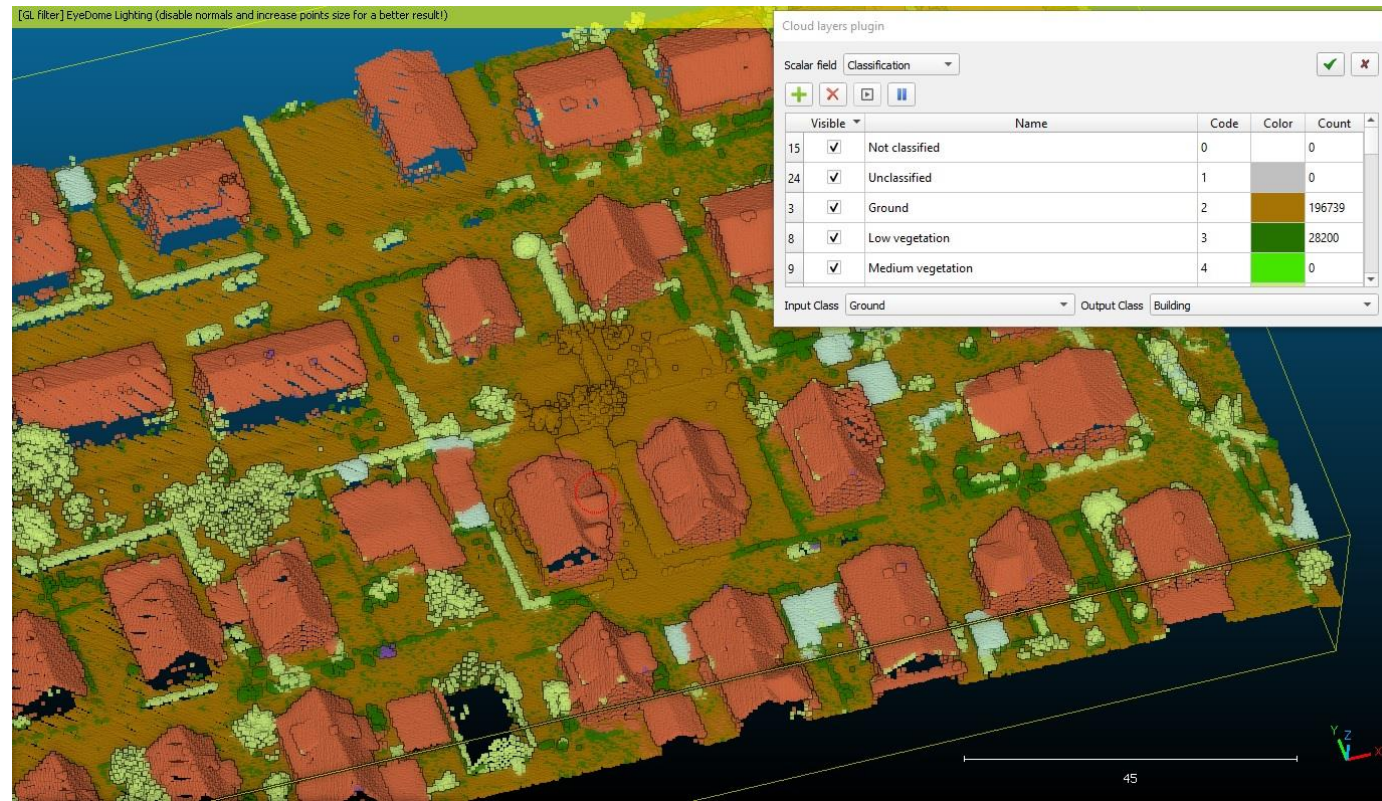 [GL filter] EyeDome Lighting (disable normals and increase points size for a better result!)
Cloud layers plugin
Scalar field Classification
Visible Name Code Color Count
15 Not classified 0 0
24 Unclassified 1 0
3 Ground 2 196739
8 Low vegetation 3 28200
9 Medium vegetation 4 0
Input Class Ground Output Class Building
Y Z X
45